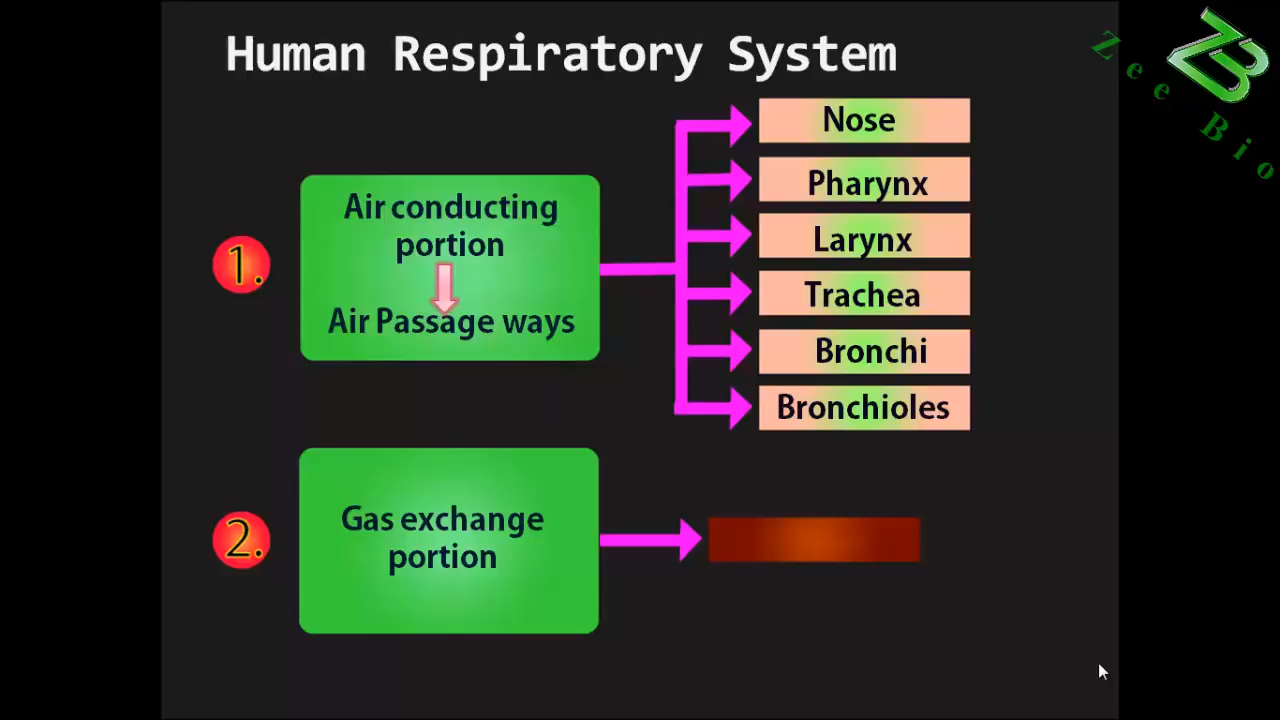 Human Respiratory System
1.
Air conducting
portion
Air Passage ways
Nose
Pharynx
Larynx
Trachea
Bronchi
Bronchioles
2.
Gas exchange
portion
ZB
Zee Bio